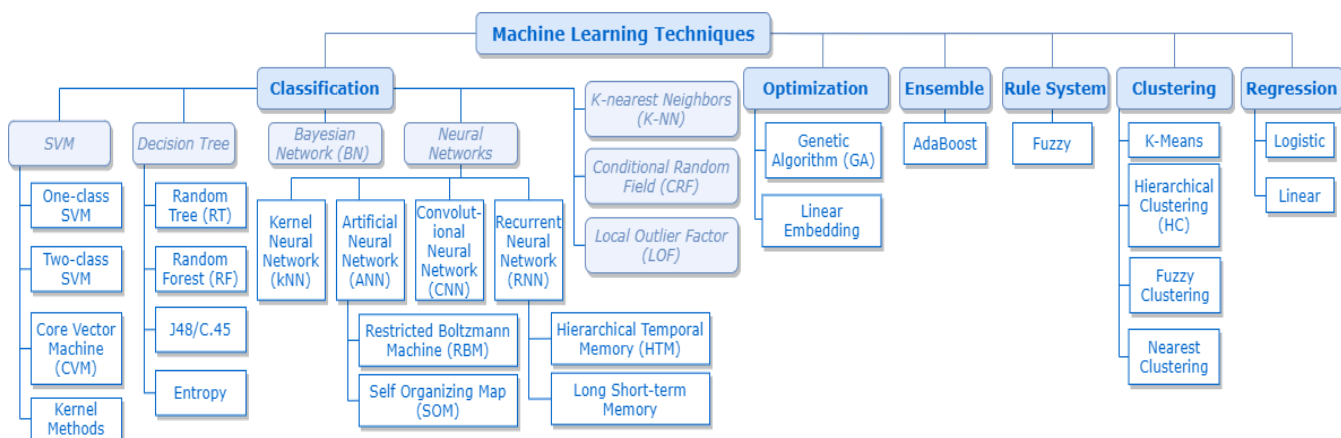 Machine Learning Techniques
Classification
Optimization
Ensemble
Rule System
Clustering
Regression
SVM
One-class
SVM
Two-class
SVM
Core Vector
Machine
(CVM)
Kernel
Methods
Decision Tree
Random
Tree (RT)
Random
Forest (RF)
J48/C.45
Entropy
Bayesian
Network (BN)
Neural
Networks
Kernel
Neural
Network
(kNN)
Artificial
Neural
Network
(ANN)
Restricted Boltzmann
Machine (RBM)
Self Organizing Map
(SOM)
Convolut-
ional
Neural
Network
(CNN)
Recurrent
Neural
Network
(RNN)
Hierarchical Temporal
Memory (HTM)
Long Short-term
Memory
K-nearest Neighbors
(K-NN)
Conditional Random
Field (CRF)
Local Outlier Factor
(LOF)
Genetic
Algorithm (GA)
Linear
Embedding
AdaBoost
Fuzzy
K-Means
Hierarchical
Clustering
(HC)
Fuzzy
Clustering
Nearest
Clustering
Logistic
Linear